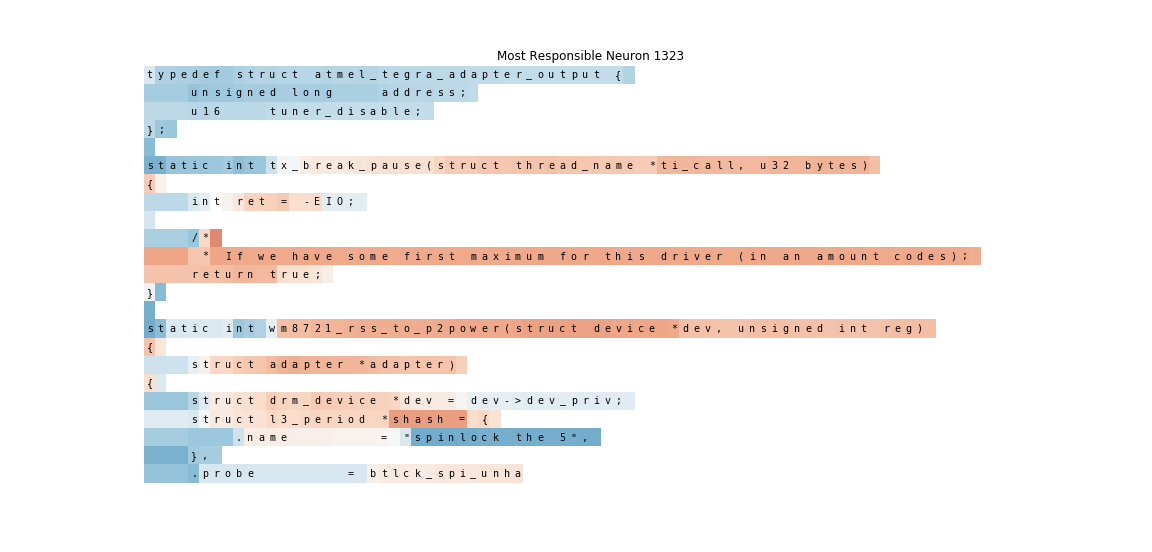 Most Responsible Neuron 1323
typedef struct atmel_tegra_adapter_output {
    unsigned long    address;
    u16    tuner_disable;
};

static int tx_break_pause(struct thread_name *ti_call, u32 bytes)
{
    int ret = -EIO;

    /*
     * If we have some first maximum for this driver (in an amount codes);
    return true;
}

static int wm8721_rss_to_p2power(struct device *dev, unsigned int reg)
{
    struct adapter *adapter)
{
    struct drm_device *dev = dev->dev_priv;
    struct l3_period *shash = {
        .name        = "spinlock the 5",
    },
    .probe        = btlck_spi_unha